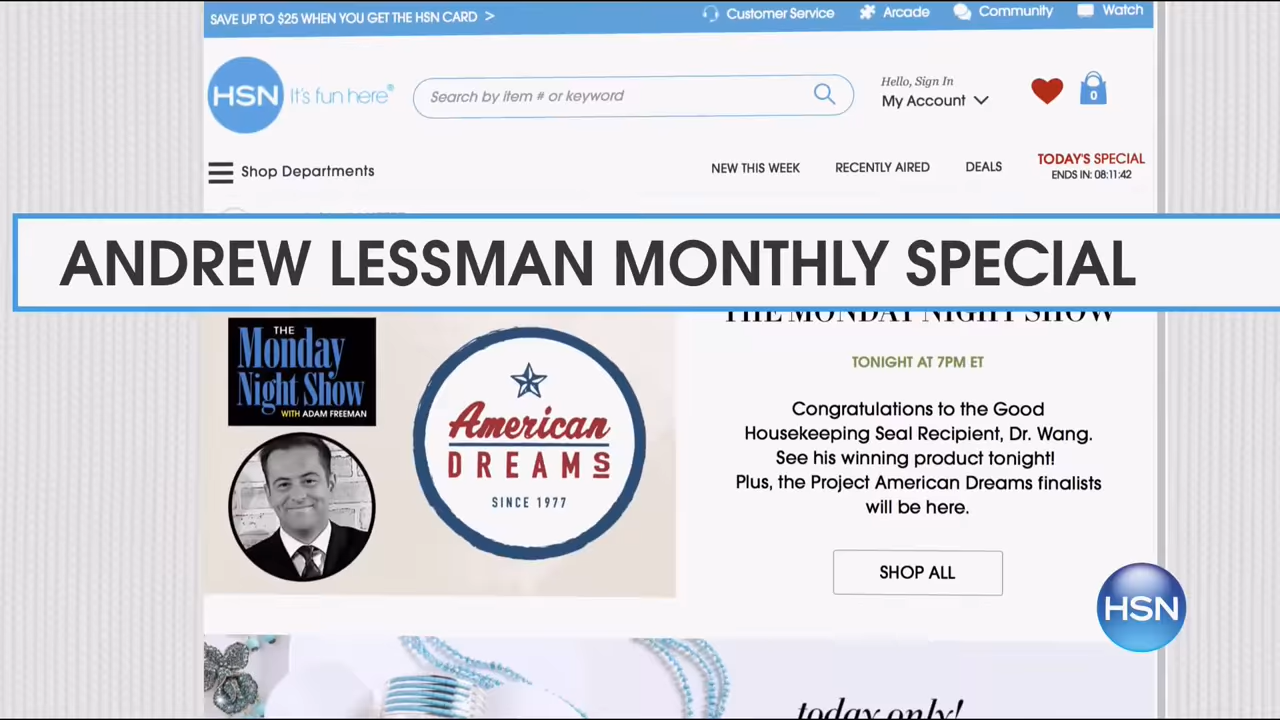 SAVE UP TO $25 WHEN YOU GET THE HSN CARD >
Customer Service
Arcade
Community
Watch
HSN It's fun here®
Search by item # or keyword
Hello, Sign In
My Account
0
Shop Departments
NEW THIS WEEK
RECENTLY AIRED
DEALS
TODAY'S SPECIAL
ENDS IN: 08:11:42
ANDREW LESSMAN MONTHLY SPECIAL
THE MONDAY NIGHT SHOW
THE
Monday
Night Show
WITH ADAM FREEMAN
American
DREAMS
SINCE 1977
TONIGHT AT 7PM ET
Congratulations to the Good
Housekeeping Seal Recipient, Dr. Wang.
See his winning product tonight!
Plus, the Project American Dreams finalists
will be here.
SHOP ALL
HSN
today only!